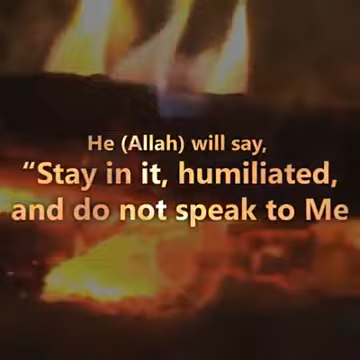 He (Allah) will say,
“Stay in it, humiliated,
and do not speak to Me